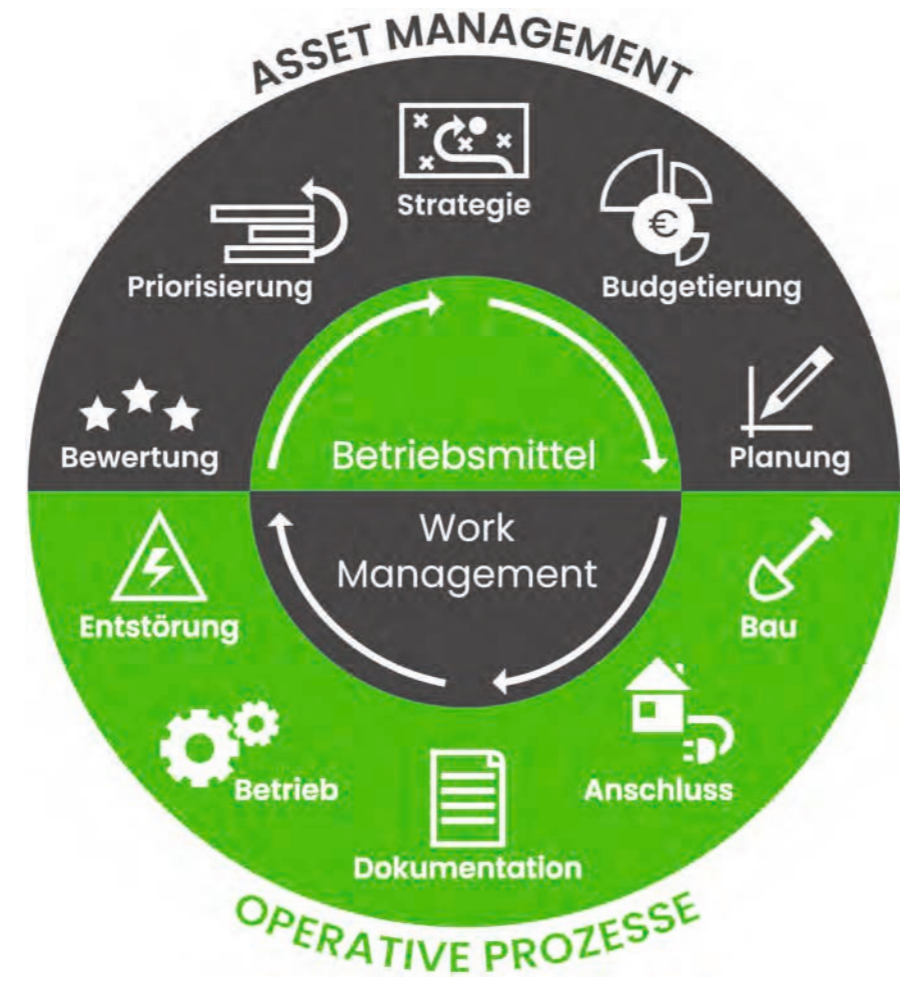 ASSET MANAGEMENT
Strategie
Priorisierung
Budgetierung
€
Bewertung
Betriebsmittel
Planung
Work
Management
Entstörung
Bau
Betrieb
Anschluss
Dokumentation
OPERATIVE PROZESSE